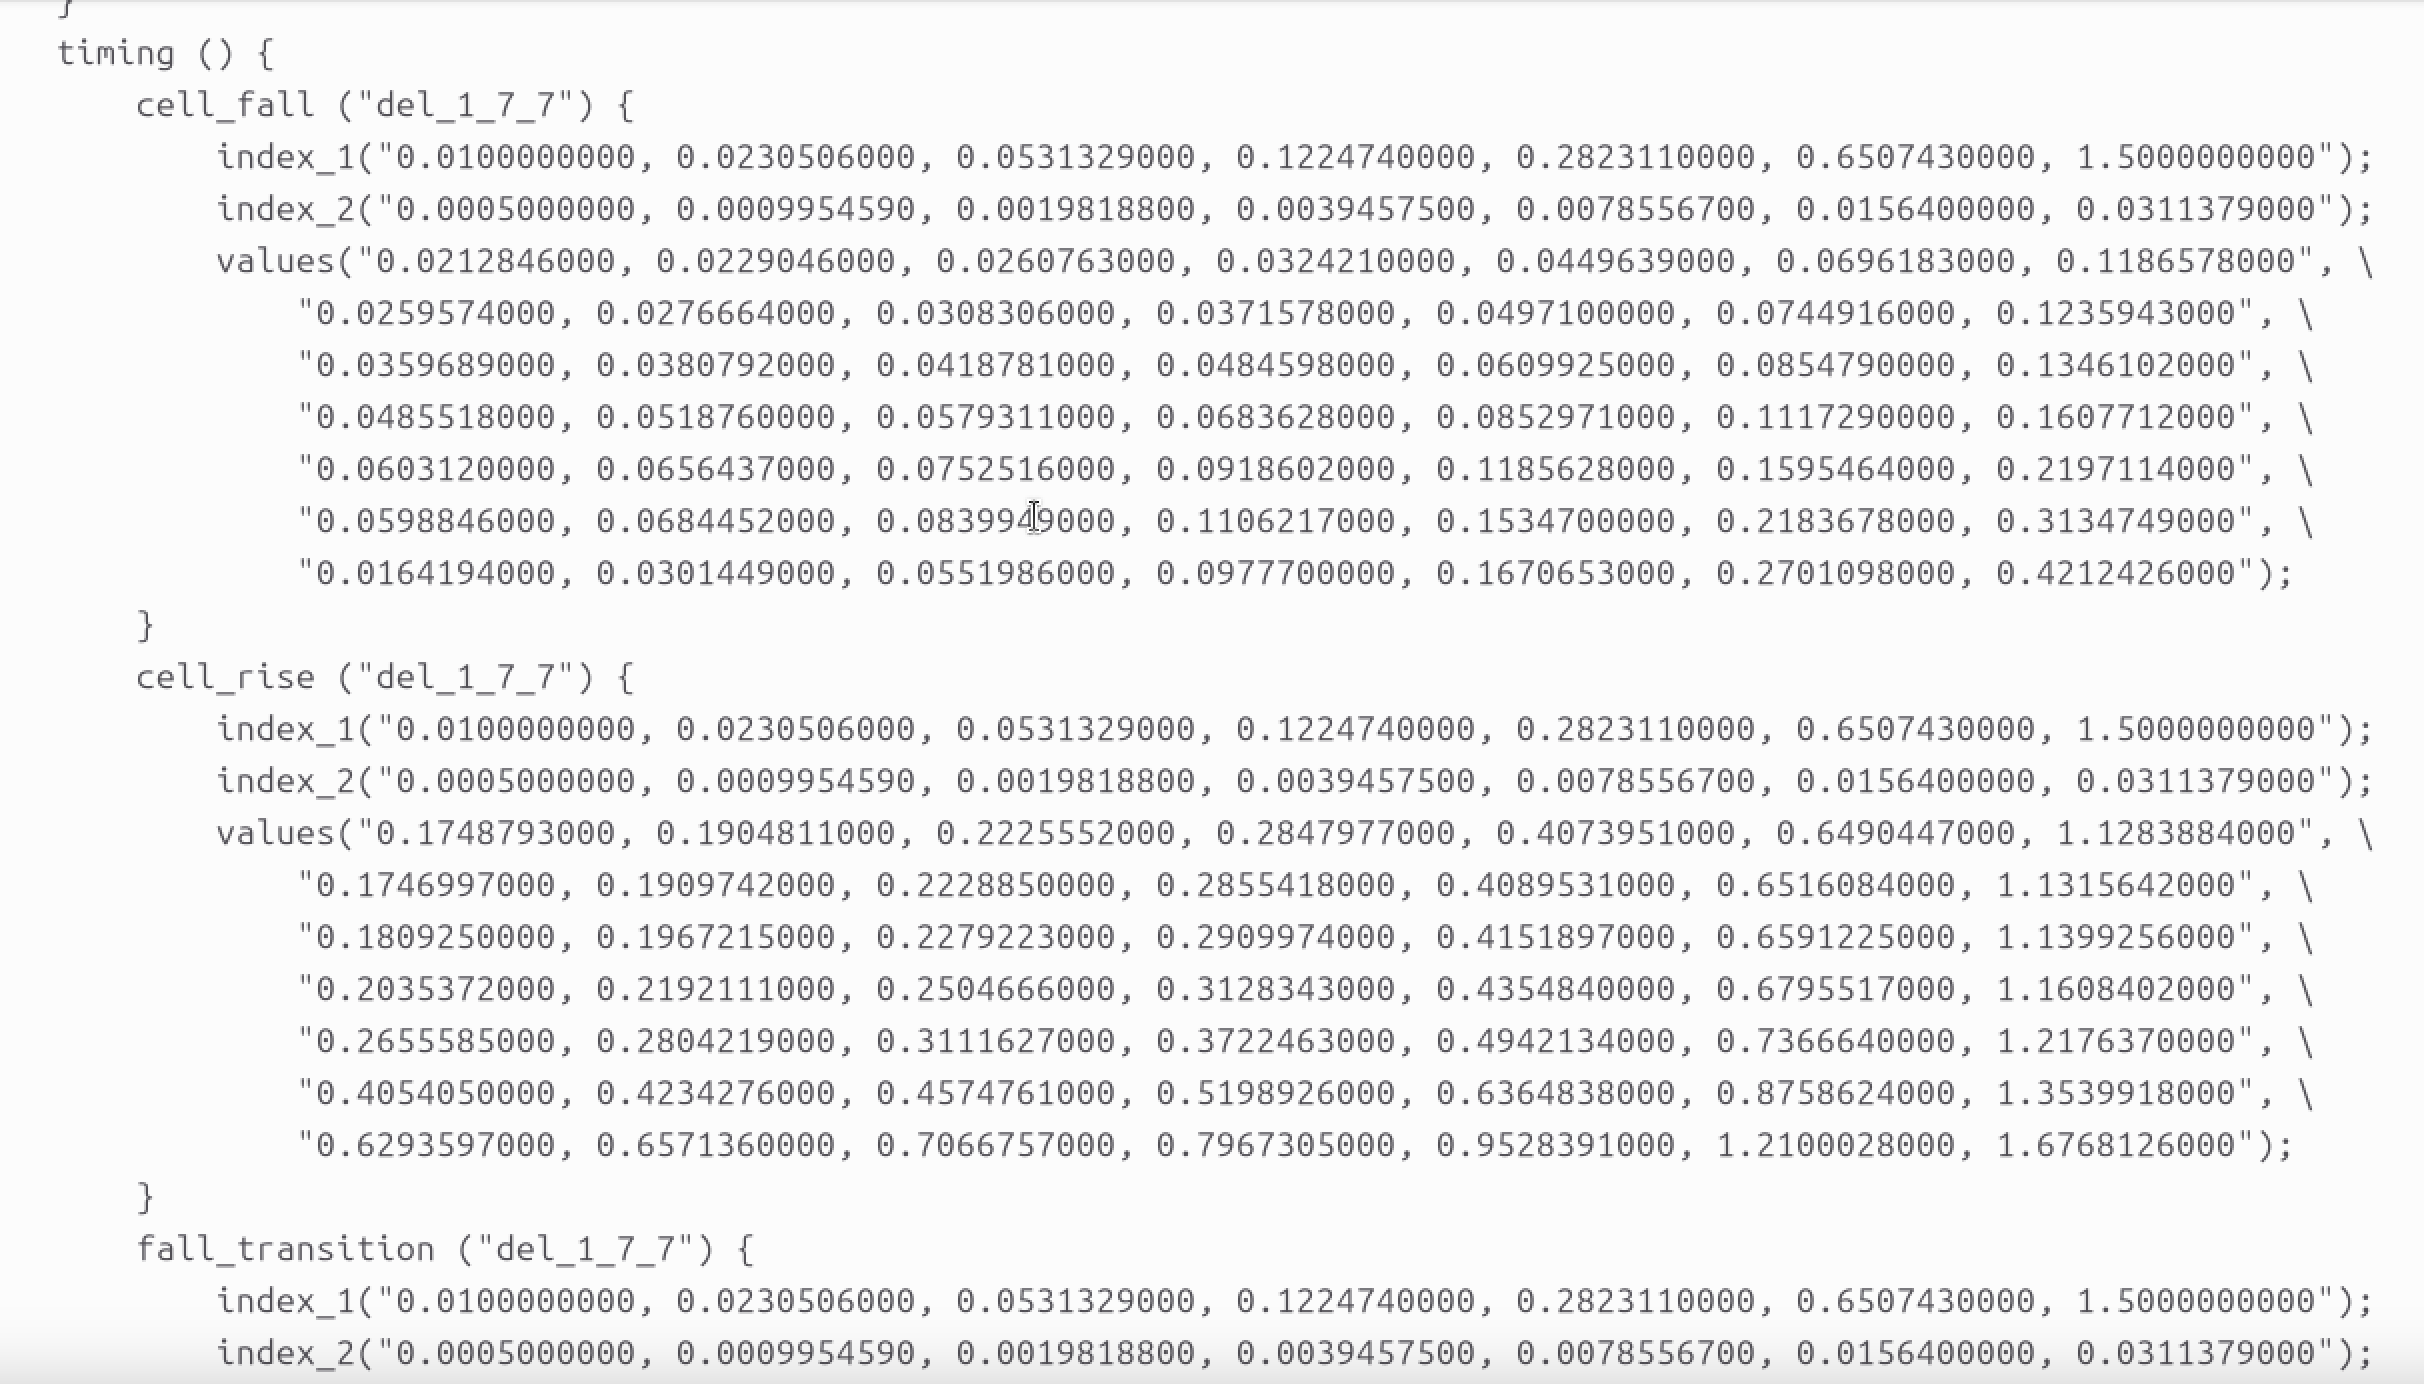 }
timing () {
cell_fall ("del_1_7_7") {
index_1("0.0100000000, 0.0230506000, 0.0531329000, 0.1224740000, 0.2823110000, 0.6507430000, 1.5000000000");
index_2("0.0005000000, 0.0009954590, 0.0019818800, 0.0039457500, 0.0078556700, 0.0156400000, 0.0311379000");
values("0.0212846000, 0.0229046000, 0.0260763000, 0.0324210000, 0.0449639000, 0.0696183000, 0.1186578000", \
"0.0259574000, 0.0276664000, 0.0308306000, 0.0371578000, 0.0497100000, 0.0744916000, 0.1235943000", \
"0.0359689000, 0.0380792000, 0.0418781000, 0.0484598000, 0.0609925000, 0.0854790000, 0.1346102000", \
"0.0485518000, 0.0518760000, 0.0579311000, 0.0683628000, 0.0852971000, 0.1117290000, 0.1607712000", \
"0.0603120000, 0.0656437000, 0.0752516000, 0.0918602000, 0.1185628000, 0.1595464000, 0.2197114000", \
"0.0598846000, 0.0684452000, 0.0839949000, 0.1106217000, 0.1534700000, 0.2183678000, 0.3134749000", \
"0.0164194000, 0.0301449000, 0.0551986000, 0.0977700000, 0.1670653000, 0.2701098000, 0.4212426000");
}
cell_rise ("del_1_7_7") {
index_1("0.0100000000, 0.0230506000, 0.0531329000, 0.1224740000, 0.2823110000, 0.6507430000, 1.5000000000");
index_2("0.0005000000, 0.0009954590, 0.0019818800, 0.0039457500, 0.0078556700, 0.0156400000, 0.0311379000");
values("0.1748793000, 0.1904811000, 0.2225552000, 0.2847977000, 0.4073951000, 0.6490447000, 1.1283884000", \
"0.1746997000, 0.1909742000, 0.2228850000, 0.2855418000, 0.4089531000, 0.6516084000, 1.1315642000", \
"0.1809250000, 0.1967215000, 0.2279223000, 0.2909974000, 0.4151897000, 0.6591225000, 1.1399256000", \
"0.2035372000, 0.2192111000, 0.2504666000, 0.3128343000, 0.4354840000, 0.6795517000, 1.1608402000", \
"0.2655585000, 0.2804219000, 0.3111627000, 0.3722463000, 0.4942134000, 0.7366640000, 1.2176370000", \
"0.4054050000, 0.4234276000, 0.4574761000, 0.5198926000, 0.6364838000, 0.8758624000, 1.3539918000", \
"0.6293597000, 0.6571360000, 0.7066757000, 0.7967305000, 0.9528391000, 1.2100028000, 1.6768126000");
}
fall_transition ("del_1_7_7") {
index_1("0.0100000000, 0.0230506000, 0.0531329000, 0.1224740000, 0.2823110000, 0.6507430000, 1.5000000000");
index_2("0.0005000000, 0.0009954590, 0.0019818800, 0.0039457500, 0.0078556700, 0.0156400000, 0.0311379000");